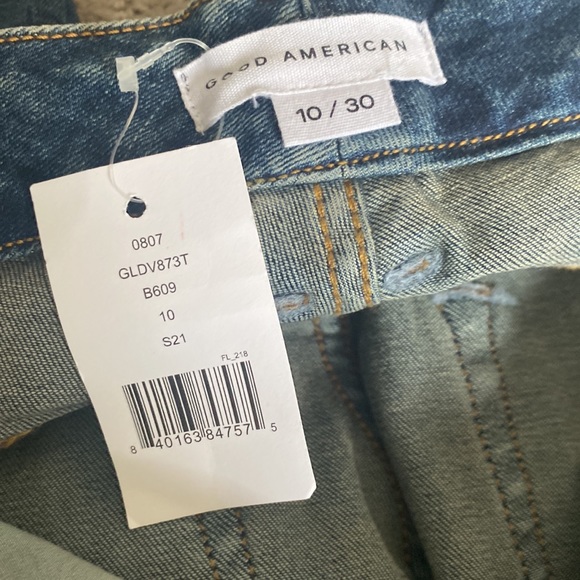 GOOD AMERICAN
10 / 30
0807
GLDV873T
B609
10
S21
FL_218
8 40163 84757 5